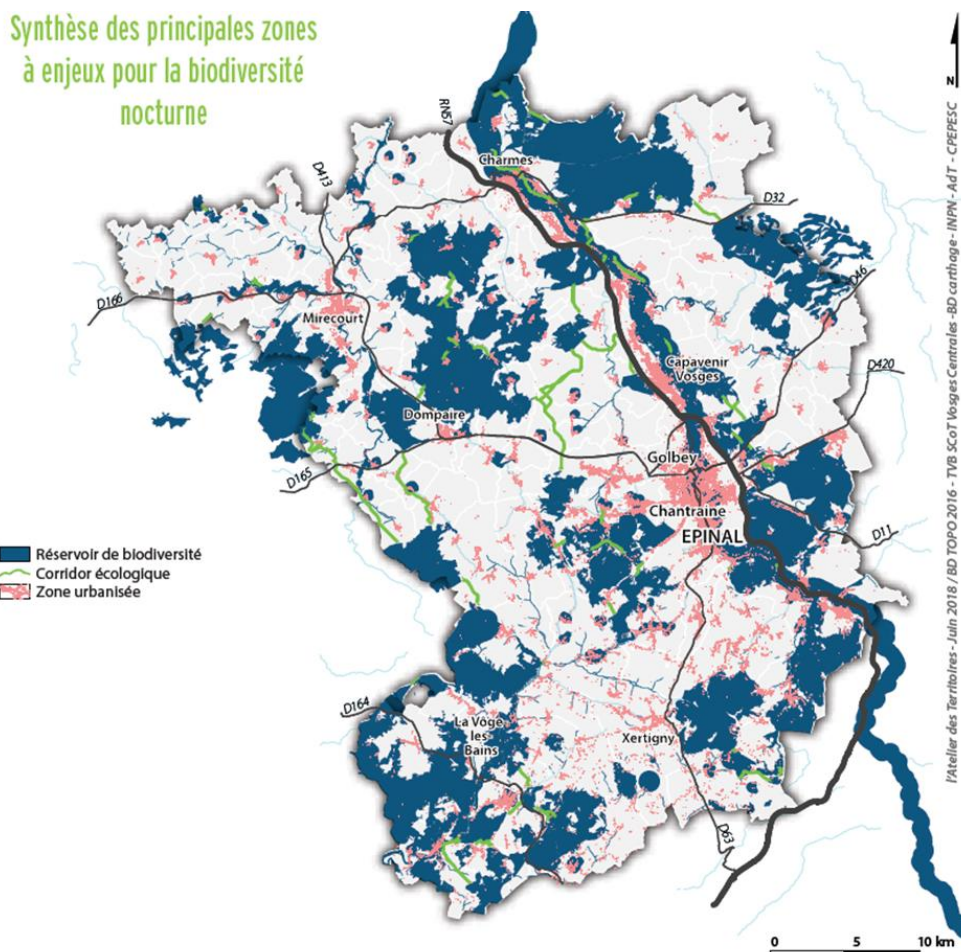 Synthèse des principales zones
à enjeux pour la biodiversité
nocturne
N
RN57
Charmes
D413
D32
D46
D166
Mirecourt
Capavenir
Vosges
D420
Dompaire
Golbey
D165
Chantraine
EPINAL
D11
Réservoir de biodiversité
Corridor écologique
Zone urbanisée
D164
La Vôge
les
Bains
Xertigny
D63
0 5 10 km
l'Atelier des Territoires - Juin 2018 / BD TOPO 2016 - TVB SCoT Vosges Centrales -BD carthage - INPN - AdT - CPEPESC